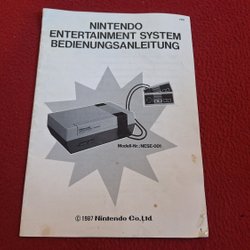 NINTENDO
ENTERTAINMENT SYSTEM
BEDIENUNGSANLEITUNG
Modell-Nr.: NESE-001
© 1987 Nintendo Co., Ltd.